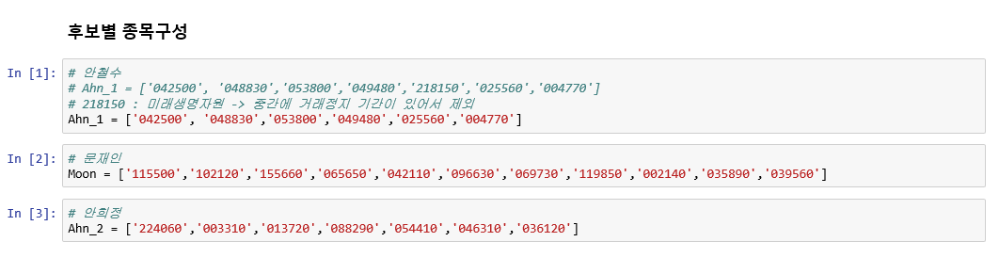 후보별 종목구성
In [1]: # 안철수
# Ahn_1 = ['042500', '048830','053800','049480','218150','025560','004770']
# 218150 : 미래생명자원 -> 중간에 거래정지 기간이 있어서 제외
Ahn_1 = ['042500', '048830','053800','049480','025560','004770']
In [2]: # 문재인
Moon = ['115500','102120','155660','065650','042110','096630','069730','119850','002140','035890','039560']
In [3]: # 안희정
Ahn_2 = ['224060','003310','013720','088290','054410','046310','036120']